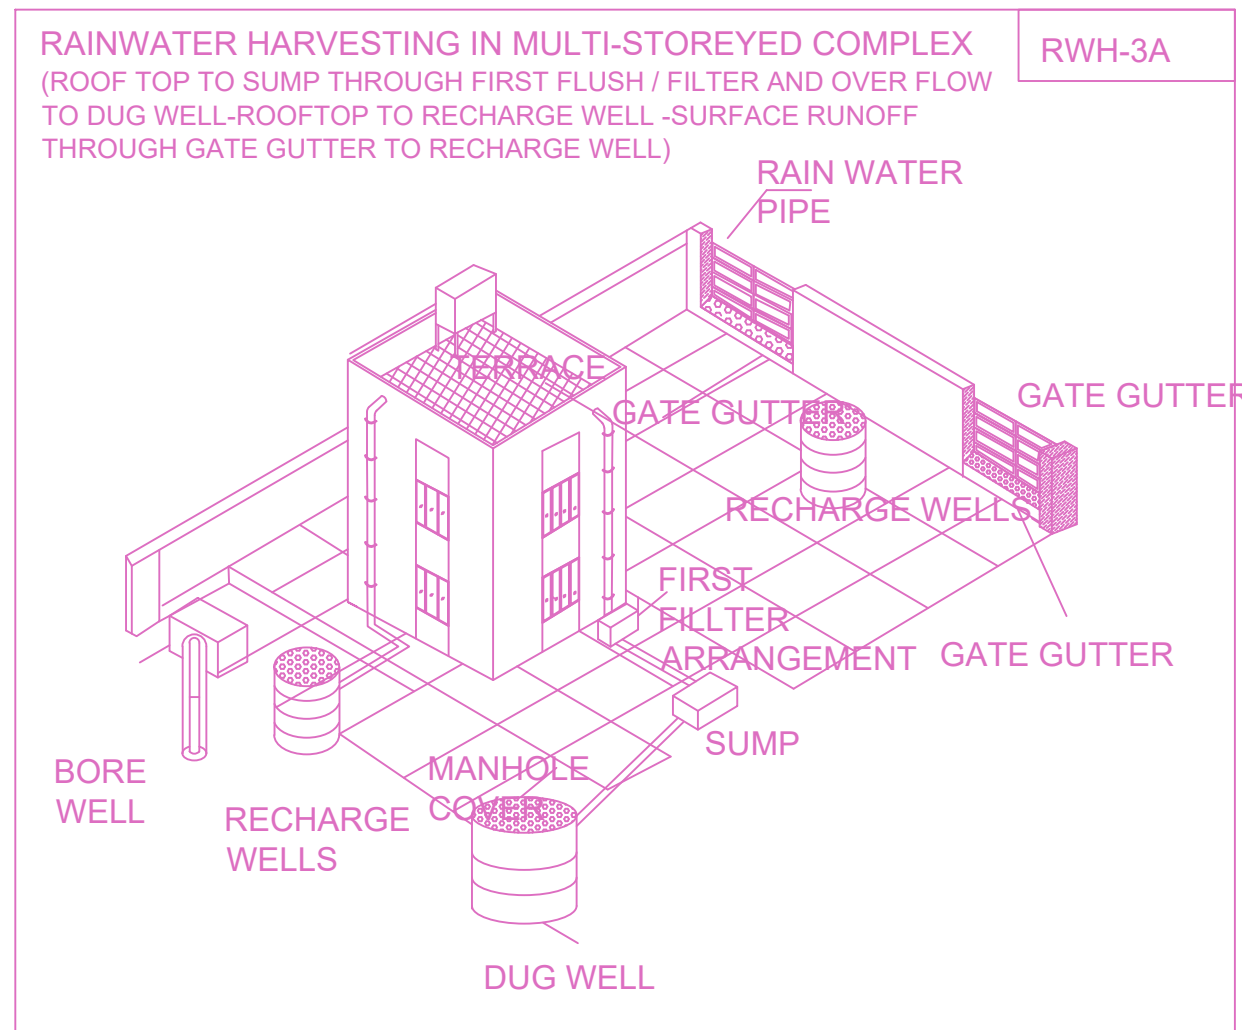 RAINWATER HARVESTING IN MULTI-STOREYED COMPLEX
RWH-3A
(ROOF TOP TO SUMP THROUGH FIRST FLUSH / FILTER AND OVER FLOW
TO DUG WELL-ROOFTOP TO RECHARGE WELL -SURFACE RUNOFF
THROUGH GATE GUTTER TO RECHARGE WELL)
RAIN WATER
PIPE
TERRACE
GATE GUTTER
GATE GUTTER
RECHARGE WELLS
FIRST
FILLTER
ARRANGEMENT
GATE GUTTER
SUMP
BORE
WELL
MANHOLE
COVER
RECHARGE
WELLS
DUG WELL